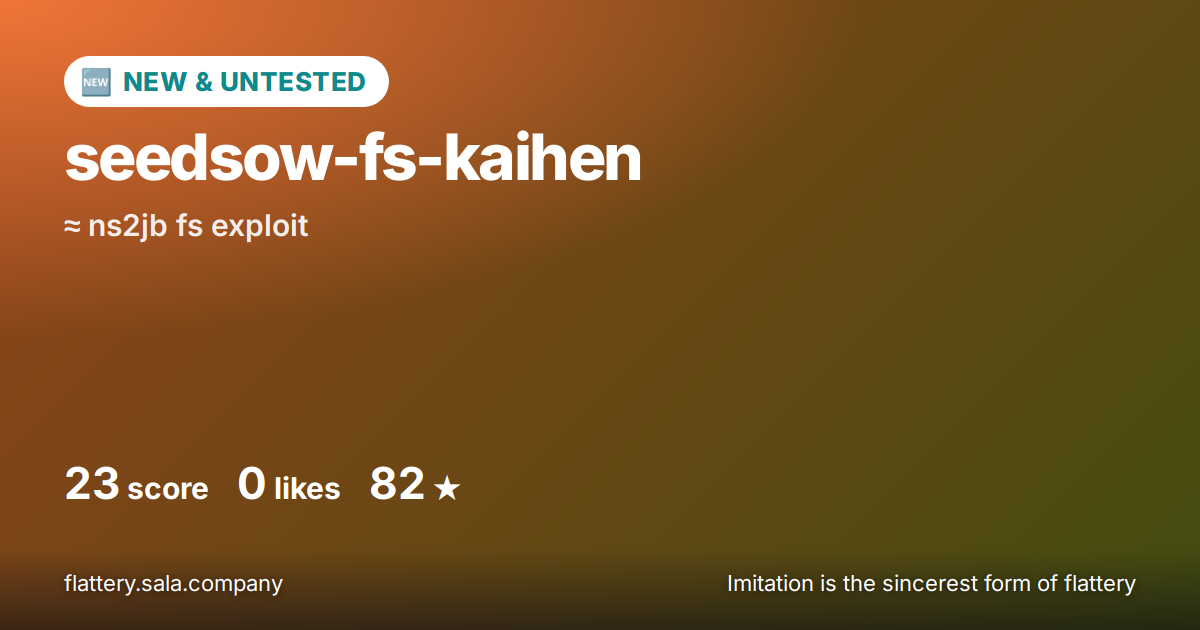 🆕 NEW & UNTESTED
seedsow-fs-kaihen
≈ ns2jb fs exploit
23 score 0 likes 82 ★
flattery.sala.company
Imitation is the sincerest form of flattery